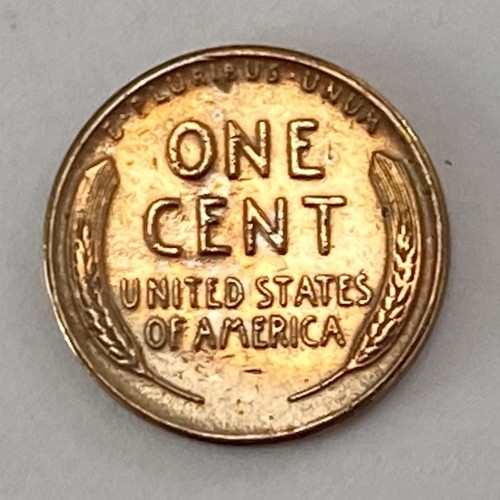 E·PLURIBUS·UNUM
ONE
CENT
UNITED STATES
OF AMERICA